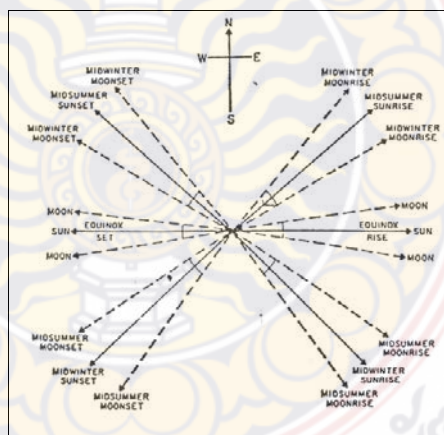 N
W E
S
MIDWINTER
MOONSET
MIDSUMMER
SUNSET
MIDWINTER
MOONSET
MIDWINTER
MOONRISE
MIDSUMMER
SUNRISE
MIDWINTER
MOONRISE
MOON
SUN
MOON
EQUINOX
SET
EQUINOX
RISE
MOON
SUN
MOON
MIDSUMMER
MOONSET
MIDWINTER
SUNSET
MIDSUMMER
MOONSET
MIDSUMMER
MOONRISE
MIDWINTER
SUNRISE
MIDSUMMER
MOONRISE